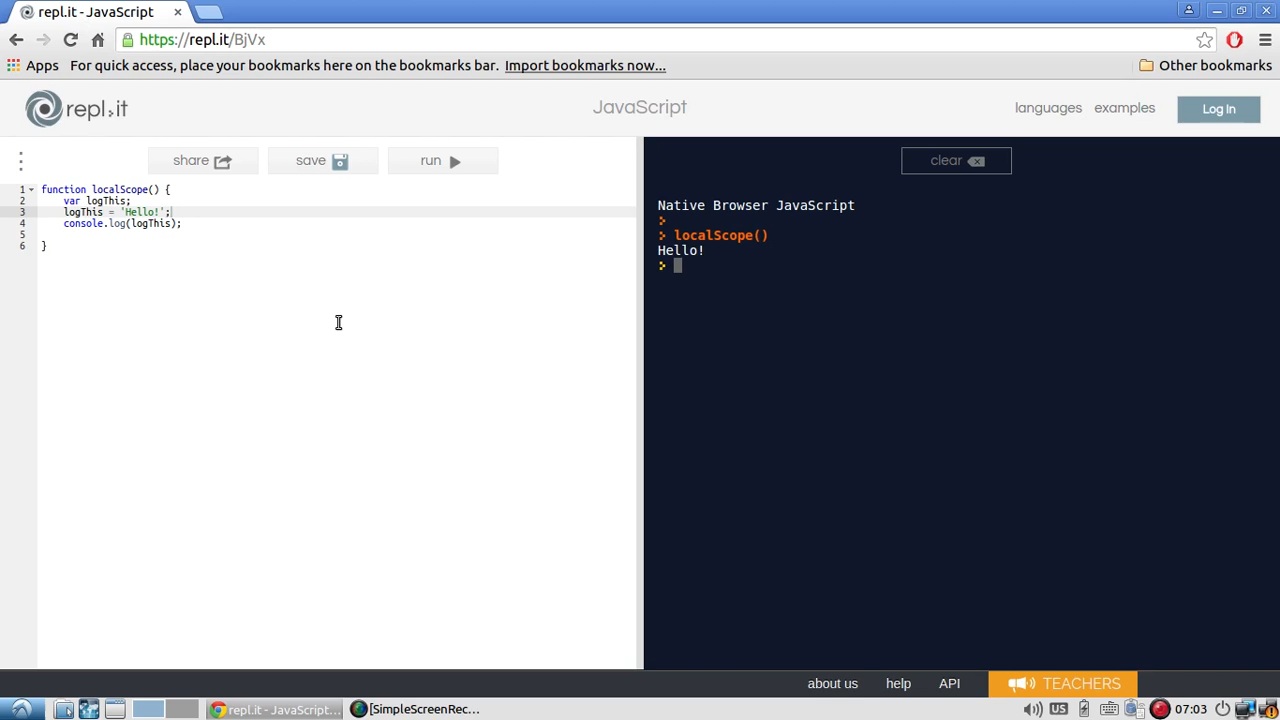 repl.it - JavaScript ×
https://repl.it/BjVx
Apps For quick access, place your bookmarks here on the bookmarks bar. Import bookmarks now... Other bookmarks
repl.it JavaScript languages examples Log In
share save run clear
1 function localScope() {
2 var logThis;
3 logThis = 'Hello!';
4 console.log(logThis);
5
6 }
Native Browser JavaScript
>
> localScope()
Hello!
>
about us help API TEACHERS
repl.it - JavaScript... [SimpleScreenRec... US 07:03